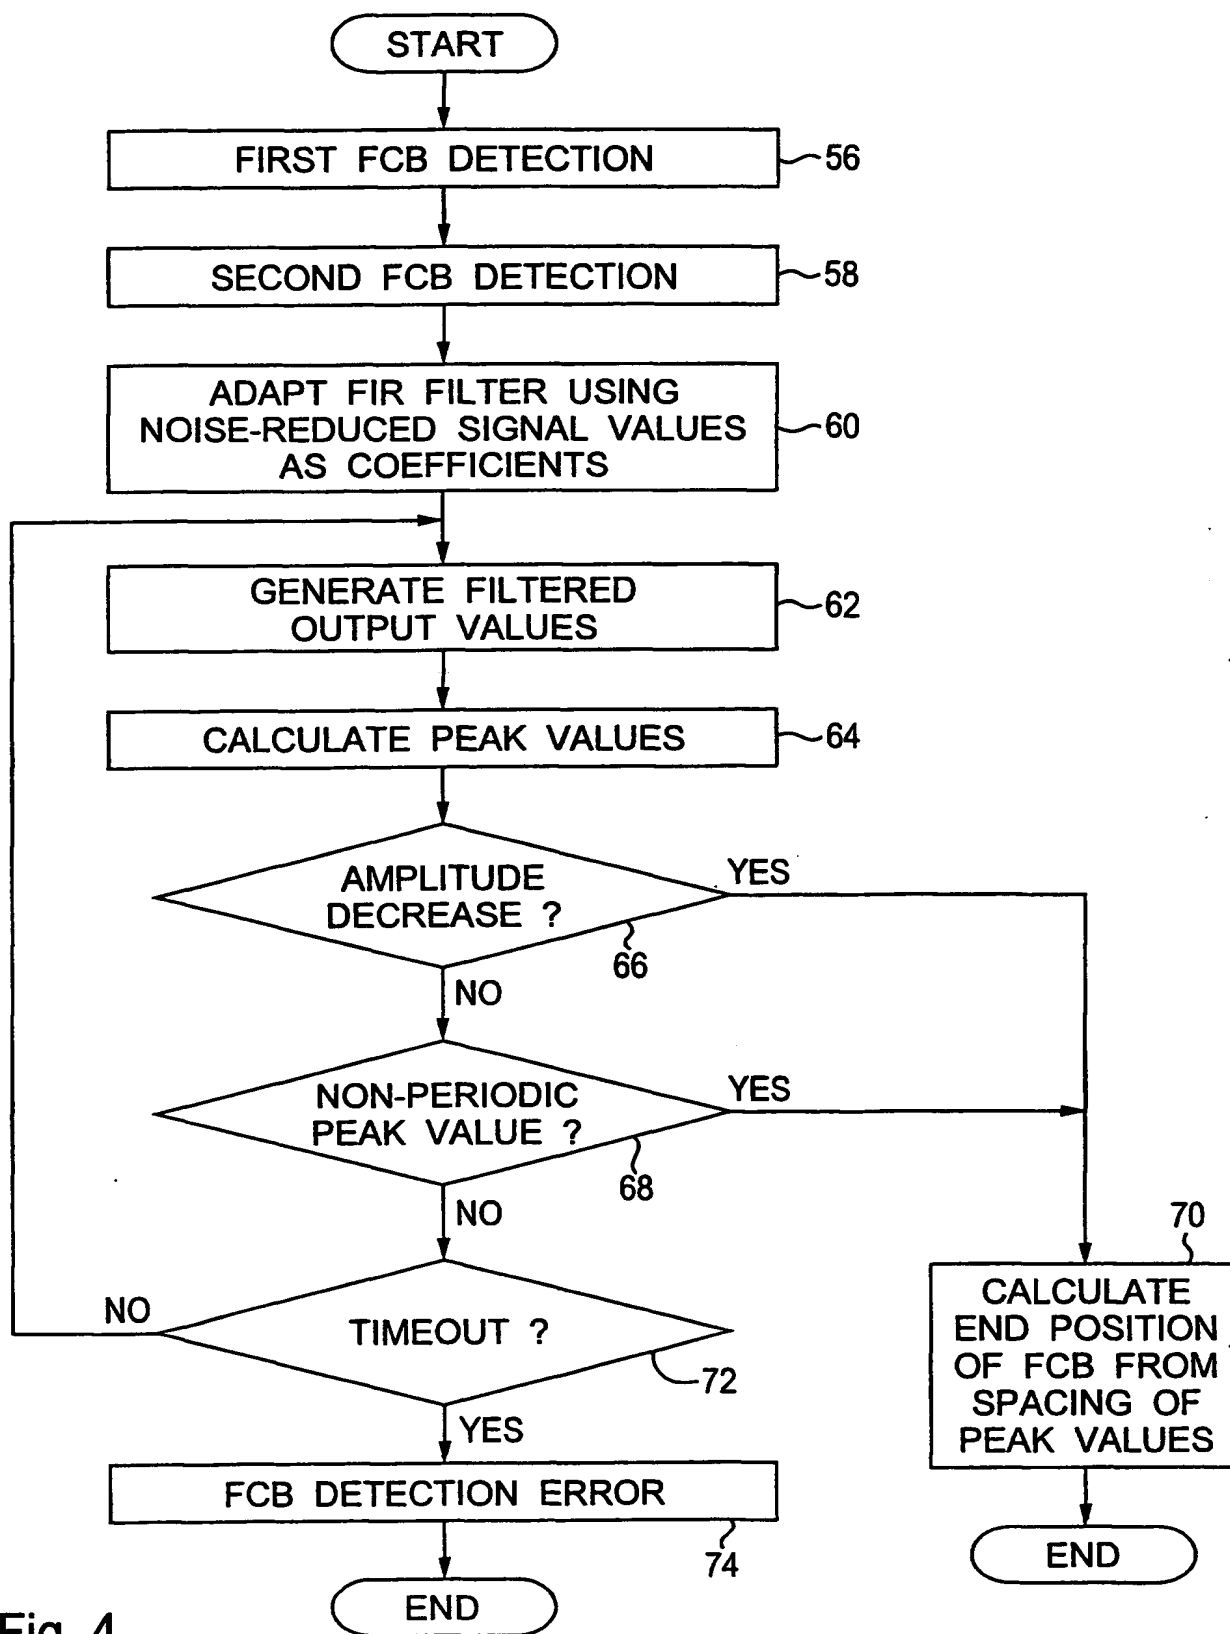 START
FIRST FCB DETECTION
56
SECOND FCB DETECTION
58
ADAPT FIR FILTER USING
NOISE-REDUCED SIGNAL VALUES
AS COEFFICIENTS
60
GENERATE FILTERED
OUTPUT VALUES
62
CALCULATE PEAK VALUES
64
AMPLITUDE
DECREASE ?
66
YES
NO
NON-PERIODIC
PEAK VALUE ?
68
YES
NO
TIMEOUT ?
72
NO
YES
FCB DETECTION ERROR
74
END
70
CALCULATE
END POSITION
OF FCB FROM
SPACING OF
PEAK VALUES
END
Fig. 4